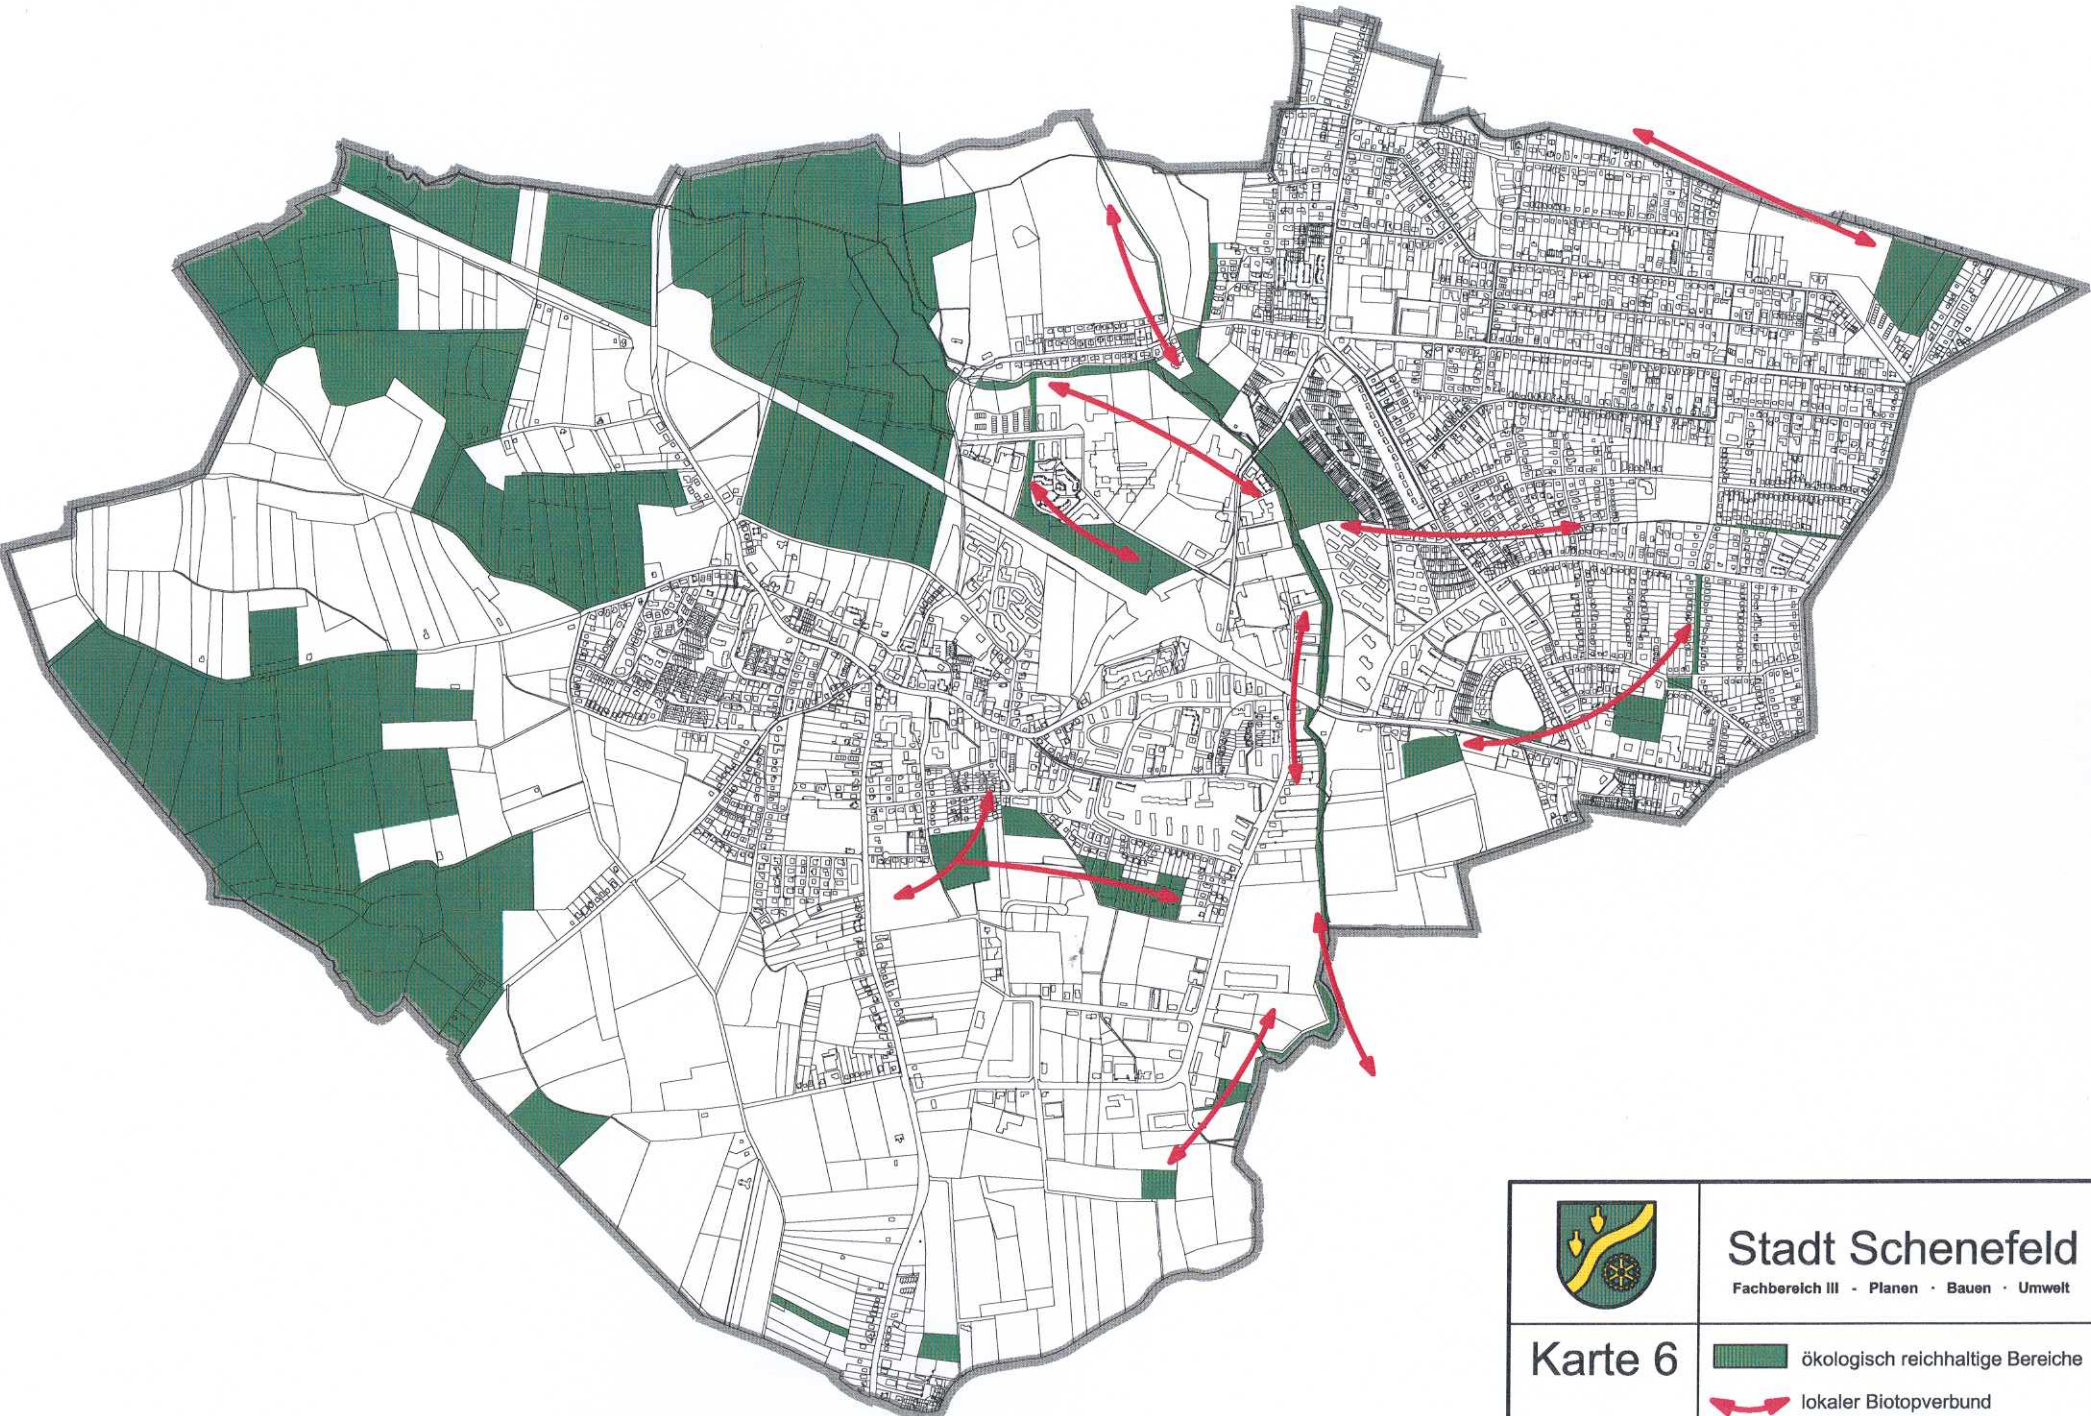 Stadt Schenefeld
Fachbereich III - Planen · Bauen · Umwelt
Karte 6
ökologisch reichhaltige Bereiche
lokaler Biotopverbund